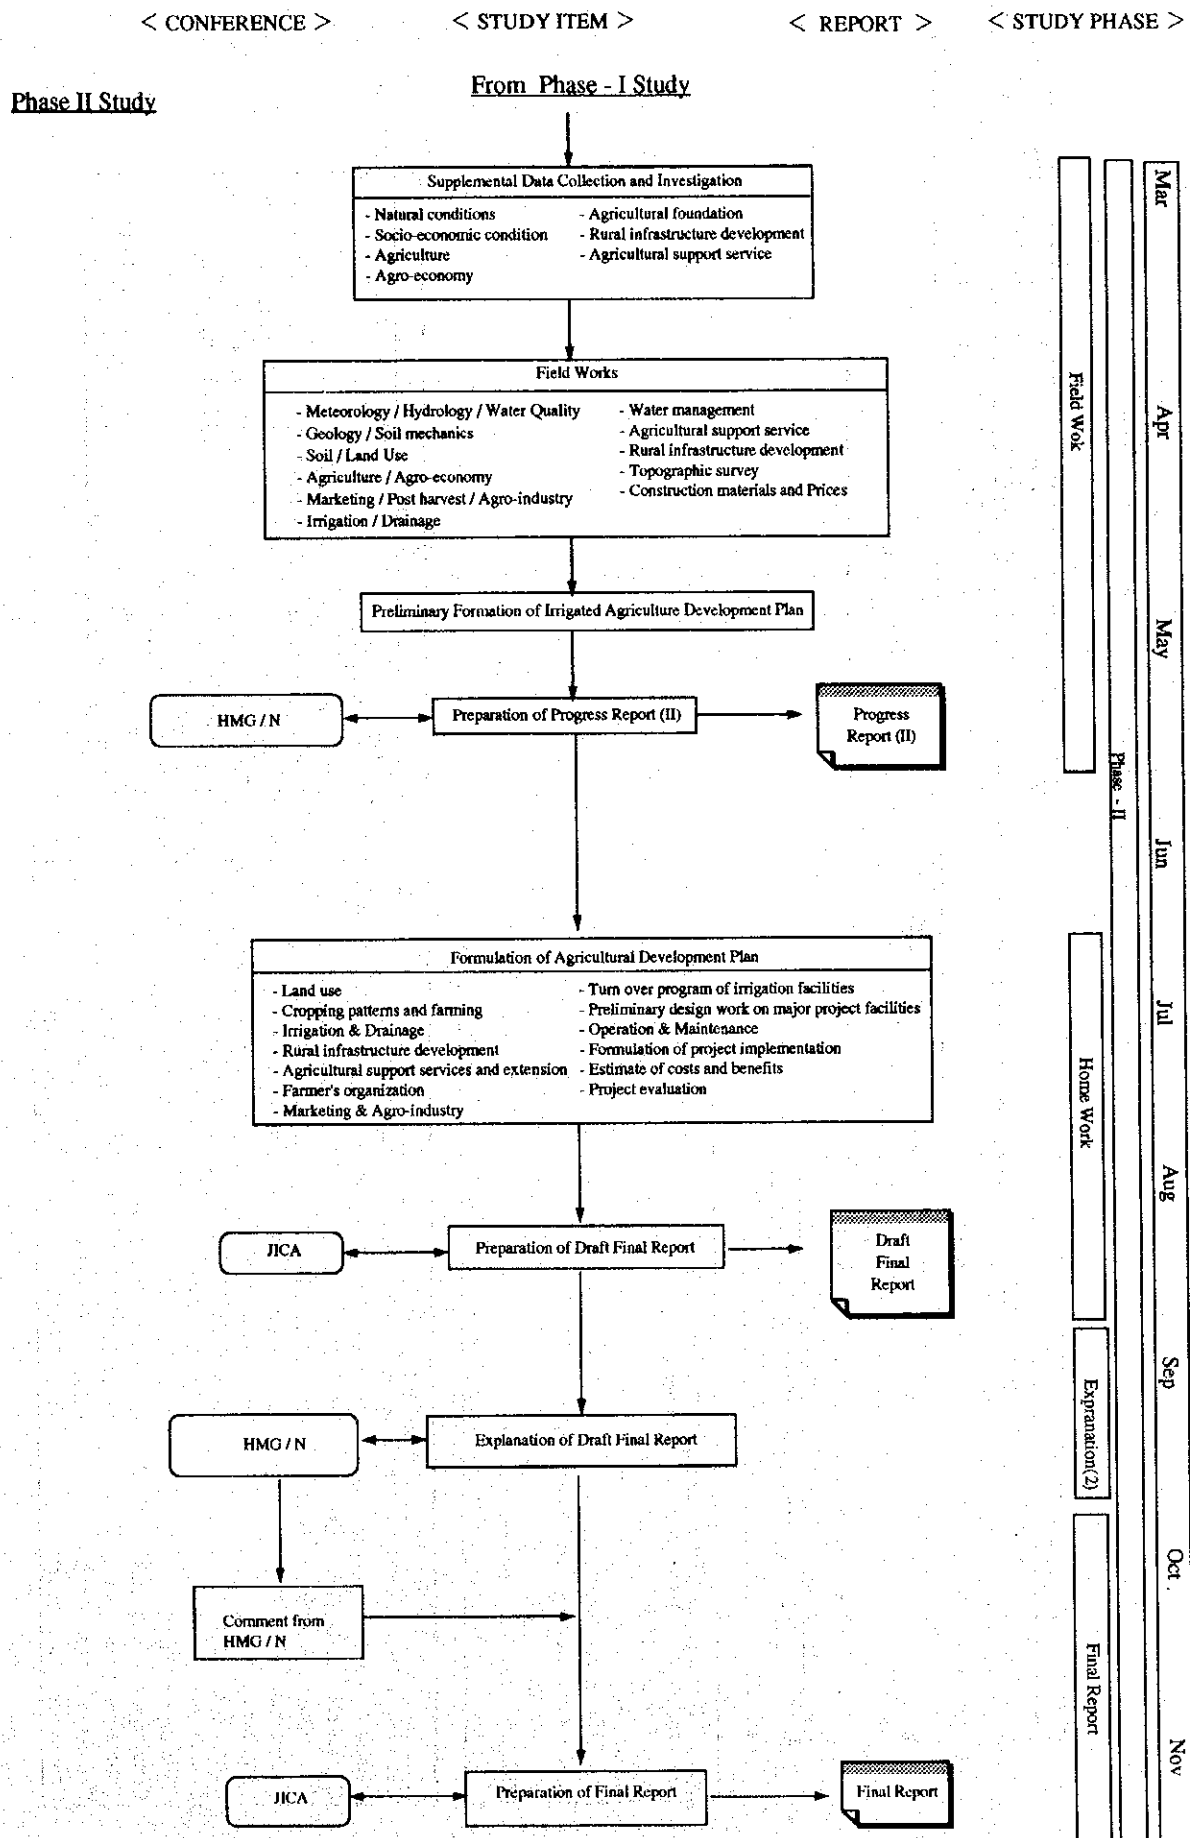 < CONFERENCE >
< STUDY ITEM >
< REPORT >
< STUDY PHASE >
Phase II Study
From Phase - I Study
Supplemental Data Collection and Investigation
- Natural conditions
- Socio-economic condition
- Agriculture
- Agro-economy
- Agricultural foundation
- Rural infrastructure development
- Agricultural support service
Field Works
- Meteorology / Hydrology / Water Quality
- Geology / Soil mechanics
- Soil / Land Use
- Agriculture / Agro-economy
- Marketing / Post harvest / Agro-industry
- Irrigation / Drainage
- Water management
- Agricultural support service
- Rural infrastructure development
- Topographic survey
- Construction materials and Prices
Preliminary Formation of Irrigated Agriculture Development Plan
HMG / N
Preparation of Progress Report (II)
Progress
Report (II)
Formulation of Agricultural Development Plan
- Land use
- Cropping patterns and farming
- Irrigation & Drainage
- Rural infrastructure development
- Agricultural support services and extension
- Farmer's organization
- Marketing & Agro-industry
- Turn over program of irrigation facilities
- Preliminary design work on major project facilities
- Operation & Maintenance
- Formulation of project implementation
- Estimate of costs and benefits
- Project evaluation
JICA
Preparation of Draft Final Report
Draft
Final
Report
HMG / N
Explanation of Draft Final Report
Comment from
HMG / N
JICA
Preparation of Final Report
Final Report
Field Wok
Home Work
Expranation(2)
Final Report
Phase - II
Mar
Apr
May
Jun
Jul
Aug
Sep
Oct.
Nov